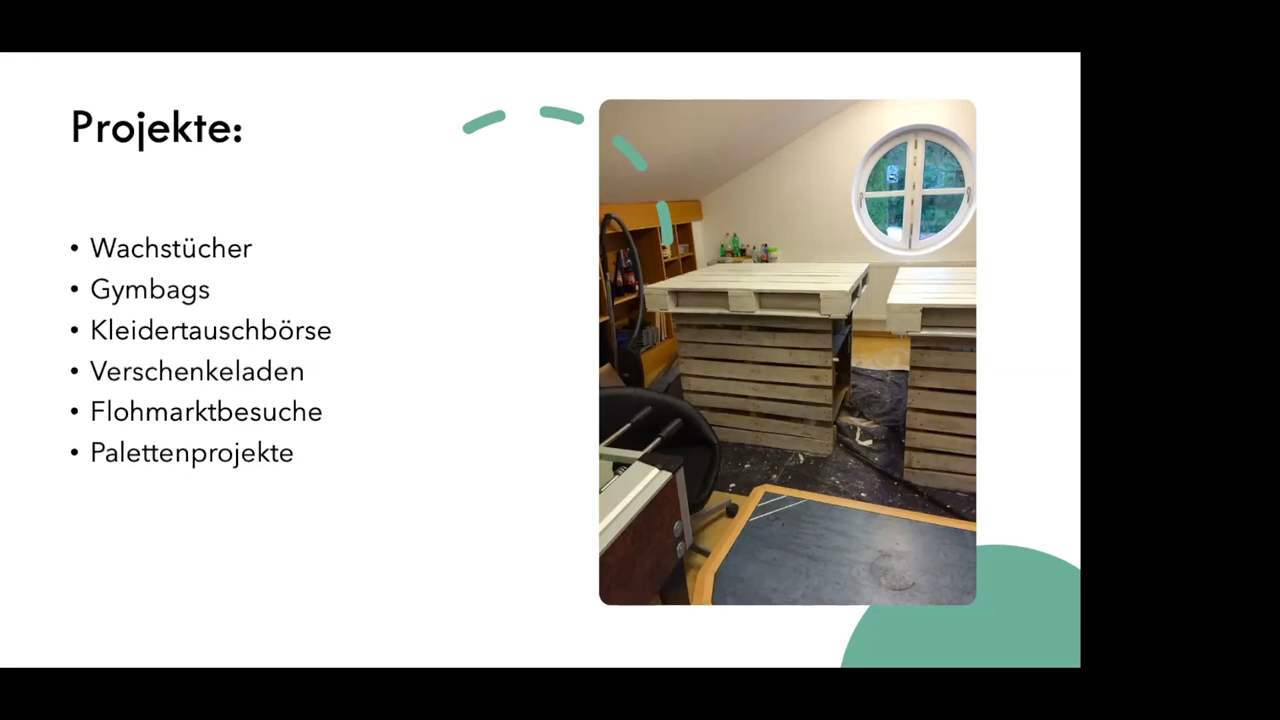 Projekte:
• Wachstücher
• Gymbags
• Kleidertauschbörse
• Verschenkeladen
• Flohmarktbesuche
• Palettenprojekte